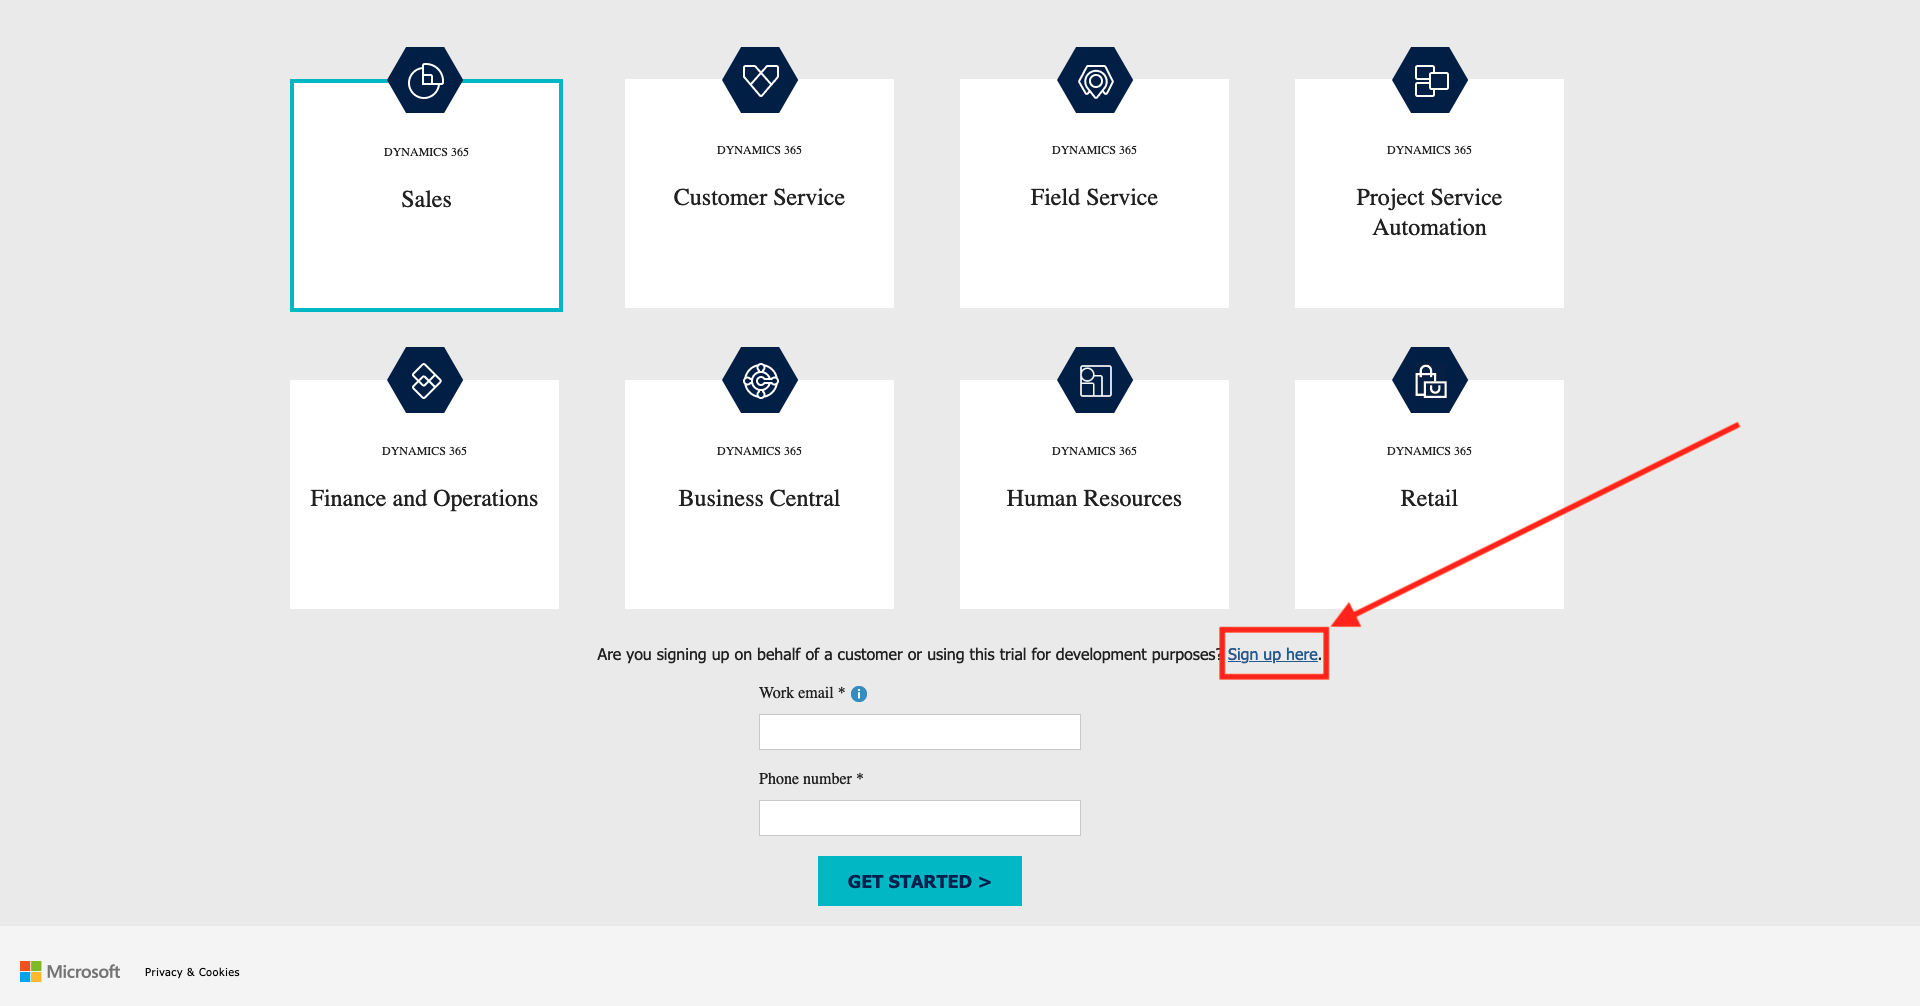 DYNAMICS 365
Sales
DYNAMICS 365
Customer Service
DYNAMICS 365
Field Service
DYNAMICS 365
Project Service
Automation
DYNAMICS 365
Finance and Operations
DYNAMICS 365
Business Central
DYNAMICS 365
Human Resources
DYNAMICS 365
Retail
Are you signing up on behalf of a customer or using this trial for development purposes? Sign up here.
Work email *
Phone number *
GET STARTED >
Microsoft Privacy & Cookies